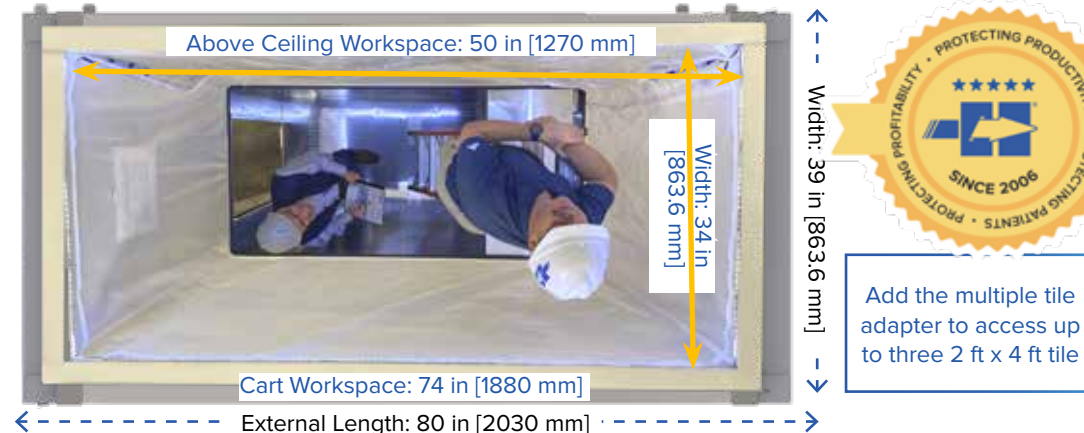 Above Ceiling Workspace: 50 in [1270 mm]
Width: 34 in
[863.6 mm]
Width: 39 in [863.6 mm]
Cart Workspace: 74 in [1880 mm]
External Length: 80 in [2030 mm]
PROTECTING PROFITABILITY • PROTECTING
PROTECTING PATIENTS •
SINCE 2006
Add the multiple tile
adapter to access up
to three 2 ft x 4 ft tile